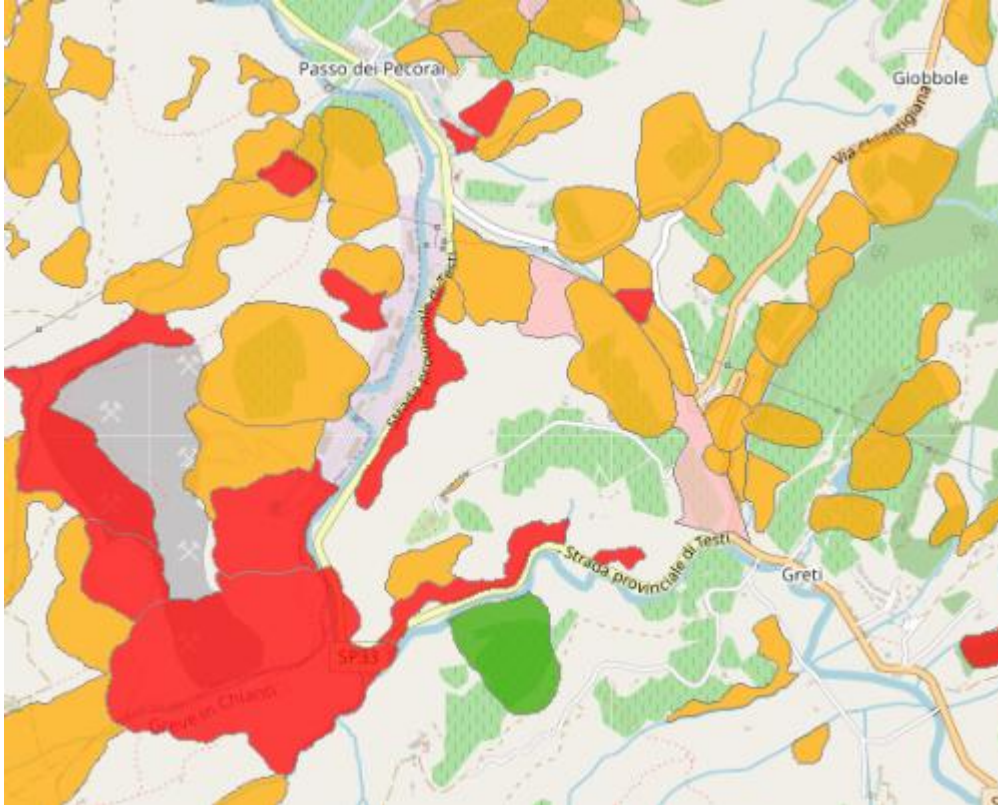 Passo dei Pecorai
Giobbole
Via Chiantigiana
Strada provinciale di Testi
Strada provinciale di Testi
Greti
SP33
Greve in Chianti